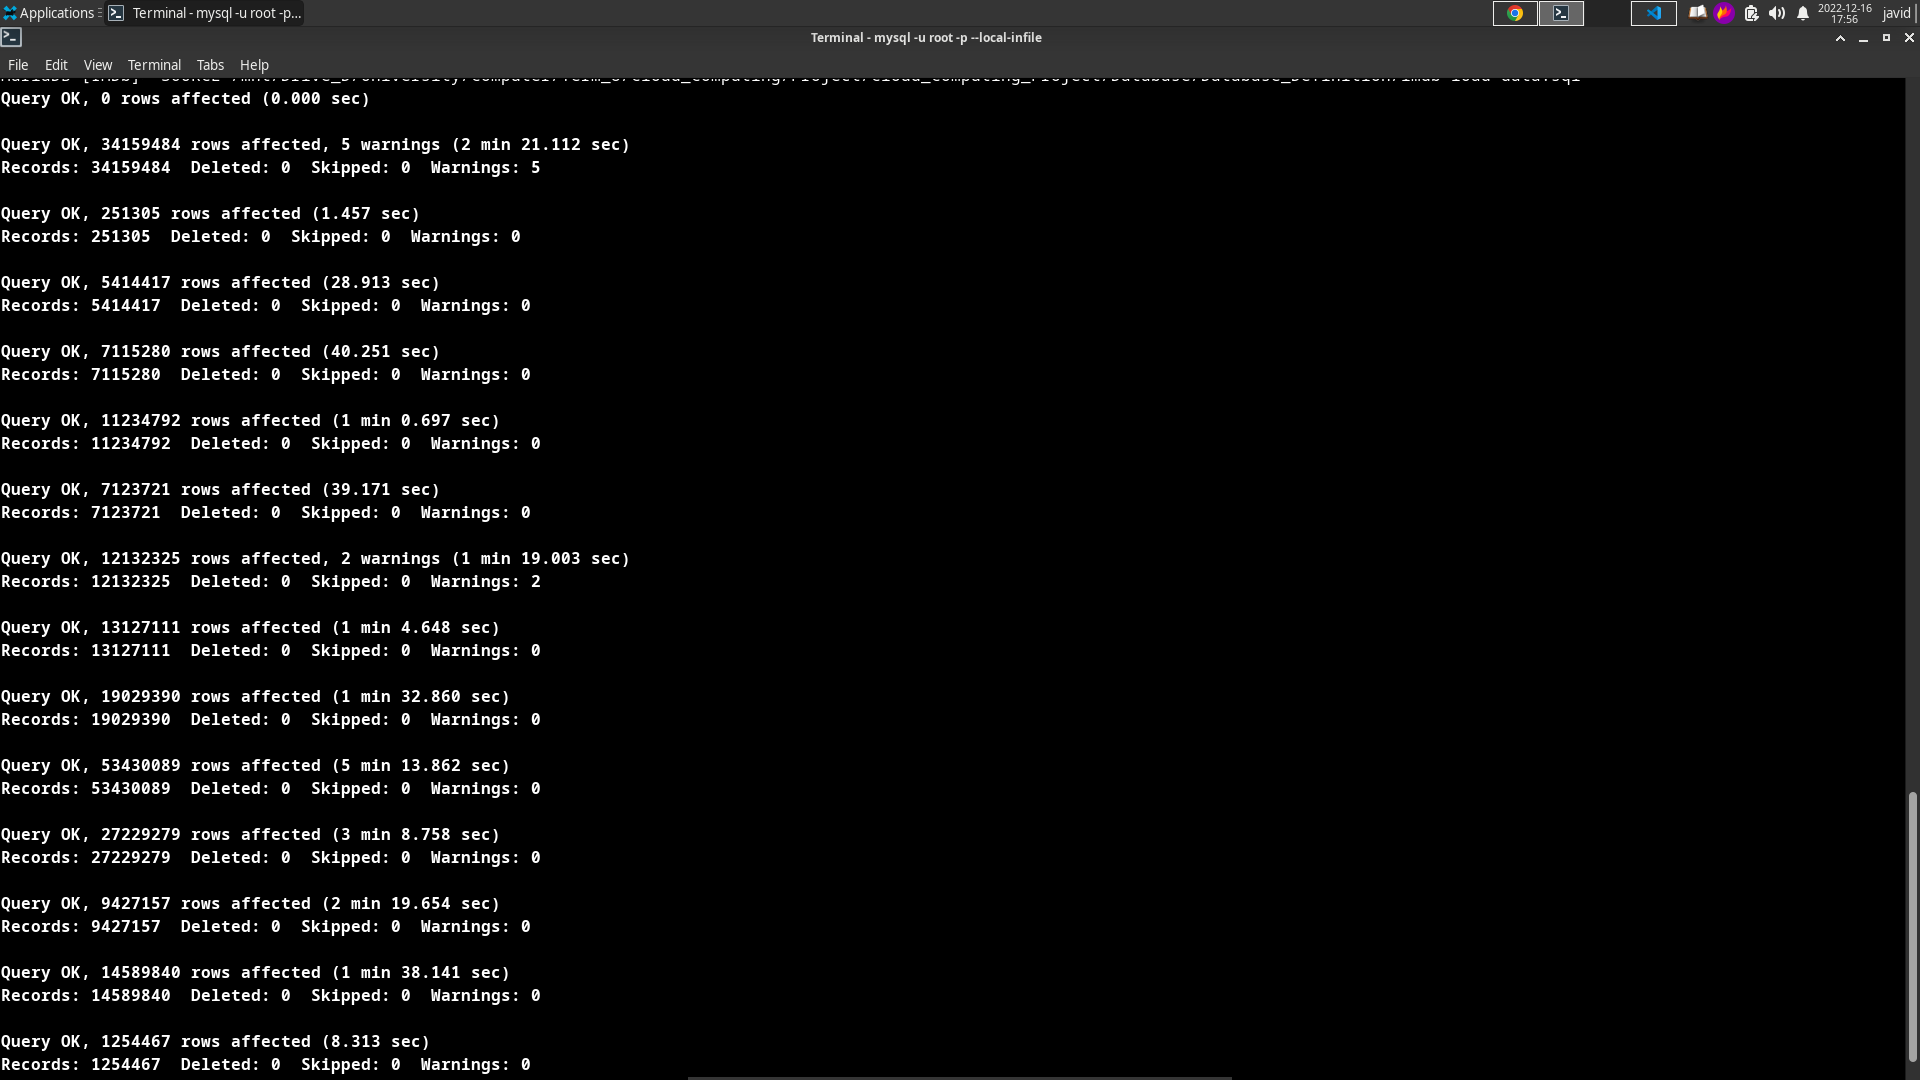 Applications
Terminal - mysql -u root -p...
2022-12-16
17:56
javid
Terminal - mysql -u root -p --local-infile
File Edit View Terminal Tabs Help
Query OK, 0 rows affected (0.000 sec)
Query OK, 34159484 rows affected, 5 warnings (2 min 21.112 sec)
Records: 34159484  Deleted: 0  Skipped: 0  Warnings: 5
Query OK, 251305 rows affected (1.457 sec)
Records: 251305  Deleted: 0  Skipped: 0  Warnings: 0
Query OK, 5414417 rows affected (28.913 sec)
Records: 5414417  Deleted: 0  Skipped: 0  Warnings: 0
Query OK, 7115280 rows affected (40.251 sec)
Records: 7115280  Deleted: 0  Skipped: 0  Warnings: 0
Query OK, 11234792 rows affected (1 min 0.697 sec)
Records: 11234792  Deleted: 0  Skipped: 0  Warnings: 0
Query OK, 7123721 rows affected (39.171 sec)
Records: 7123721  Deleted: 0  Skipped: 0  Warnings: 0
Query OK, 12132325 rows affected, 2 warnings (1 min 19.003 sec)
Records: 12132325  Deleted: 0  Skipped: 0  Warnings: 2
Query OK, 13127111 rows affected (1 min 4.648 sec)
Records: 13127111  Deleted: 0  Skipped: 0  Warnings: 0
Query OK, 19029390 rows affected (1 min 32.860 sec)
Records: 19029390  Deleted: 0  Skipped: 0  Warnings: 0
Query OK, 53430089 rows affected (5 min 13.862 sec)
Records: 53430089  Deleted: 0  Skipped: 0  Warnings: 0
Query OK, 27229279 rows affected (3 min 8.758 sec)
Records: 27229279  Deleted: 0  Skipped: 0  Warnings: 0
Query OK, 9427157 rows affected (2 min 19.654 sec)
Records: 9427157  Deleted: 0  Skipped: 0  Warnings: 0
Query OK, 14589840 rows affected (1 min 38.141 sec)
Records: 14589840  Deleted: 0  Skipped: 0  Warnings: 0
Query OK, 1254467 rows affected (8.313 sec)
Records: 1254467  Deleted: 0  Skipped: 0  Warnings: 0